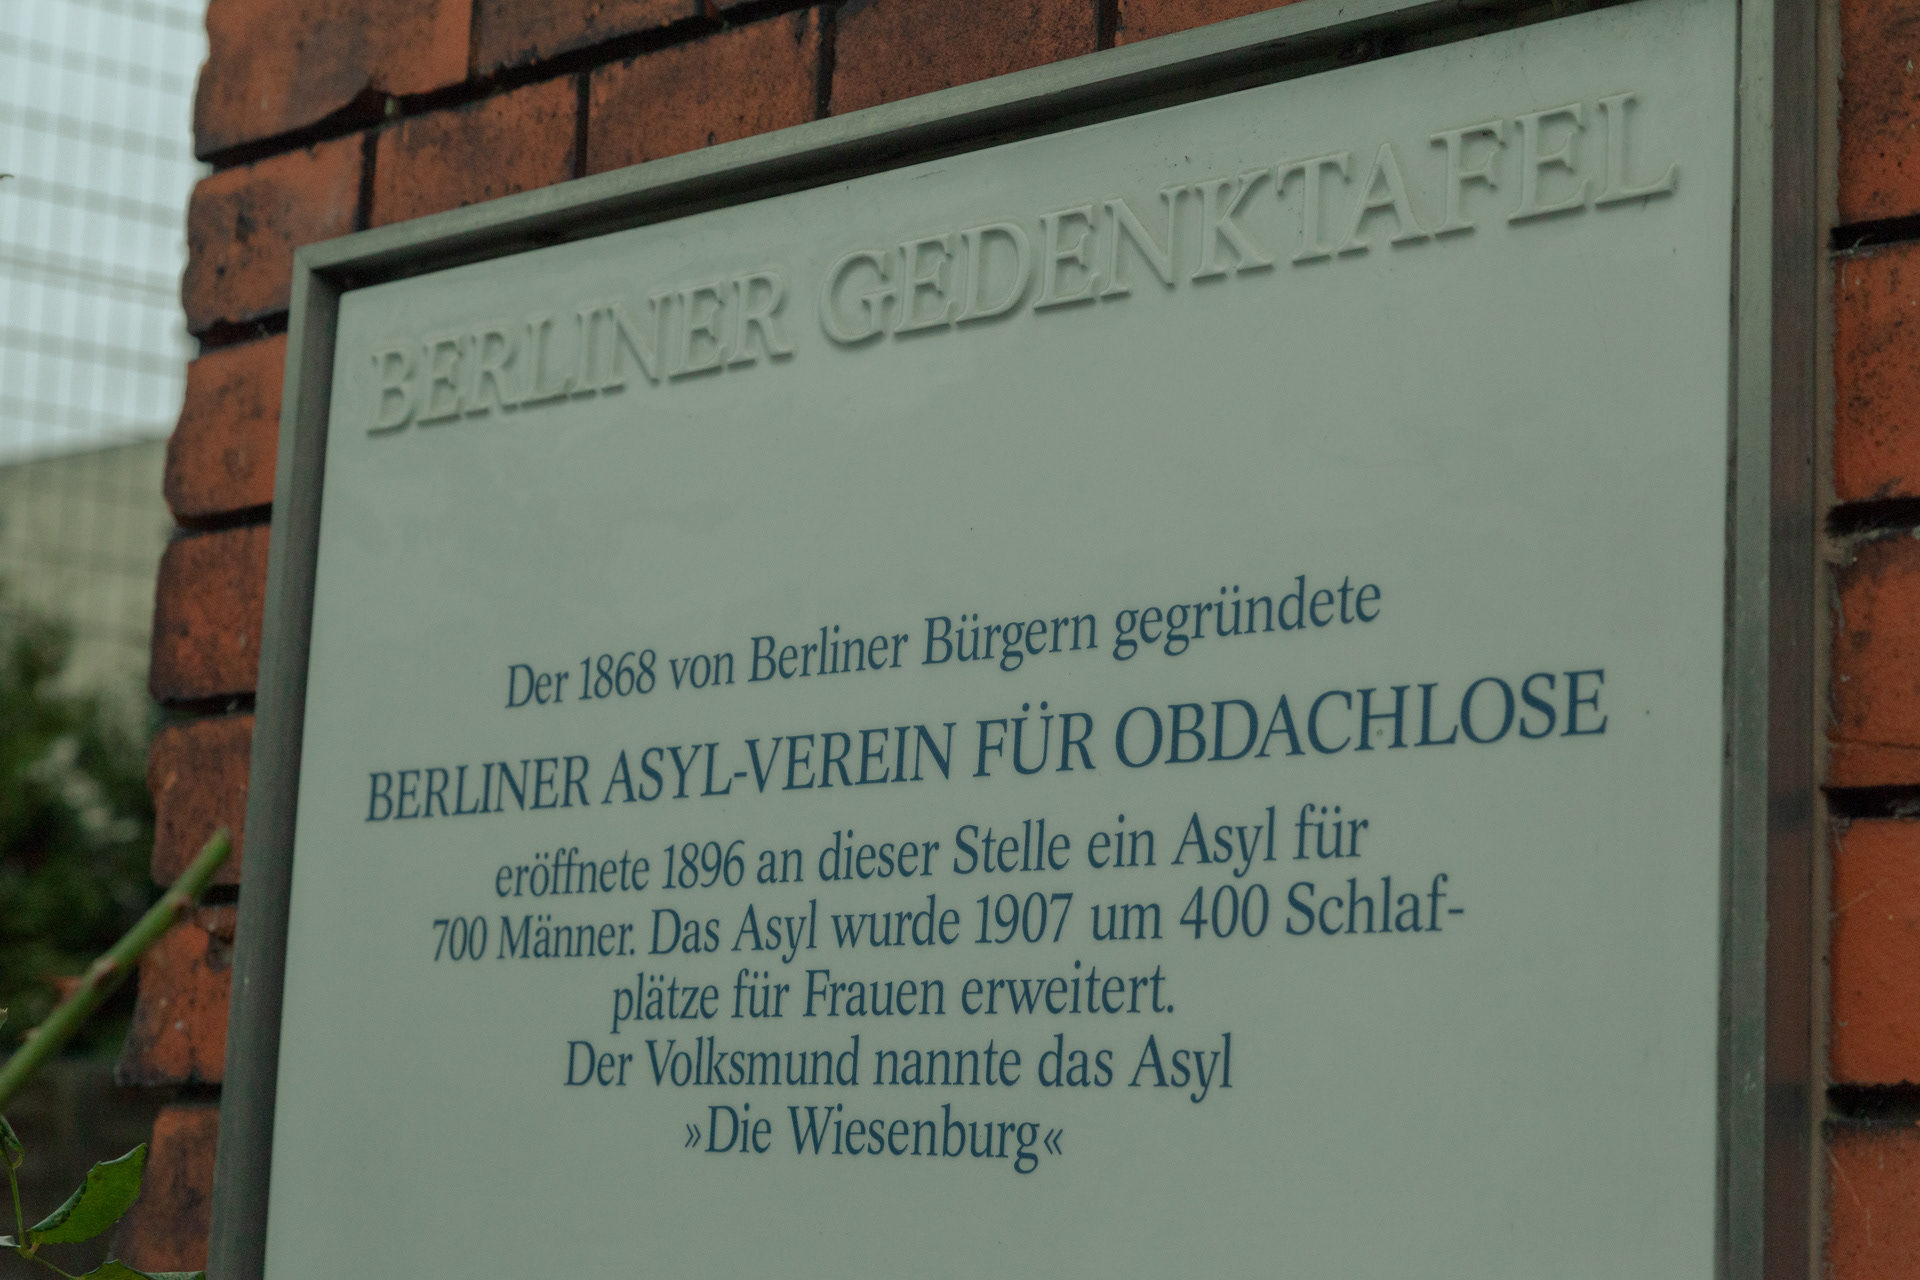 BERLINER GEDENKTAFEL
Der 1868 von Berliner Bürgern gegründete
BERLINER ASYL-VEREIN FÜR OBDACHLOSE
eröffnete 1896 an dieser Stelle ein Asyl für
700 Männer. Das Asyl wurde 1907 um 400 Schlaf-
plätze für Frauen erweitert.
Der Volksmund nannte das Asyl
»Die Wiesenburg«